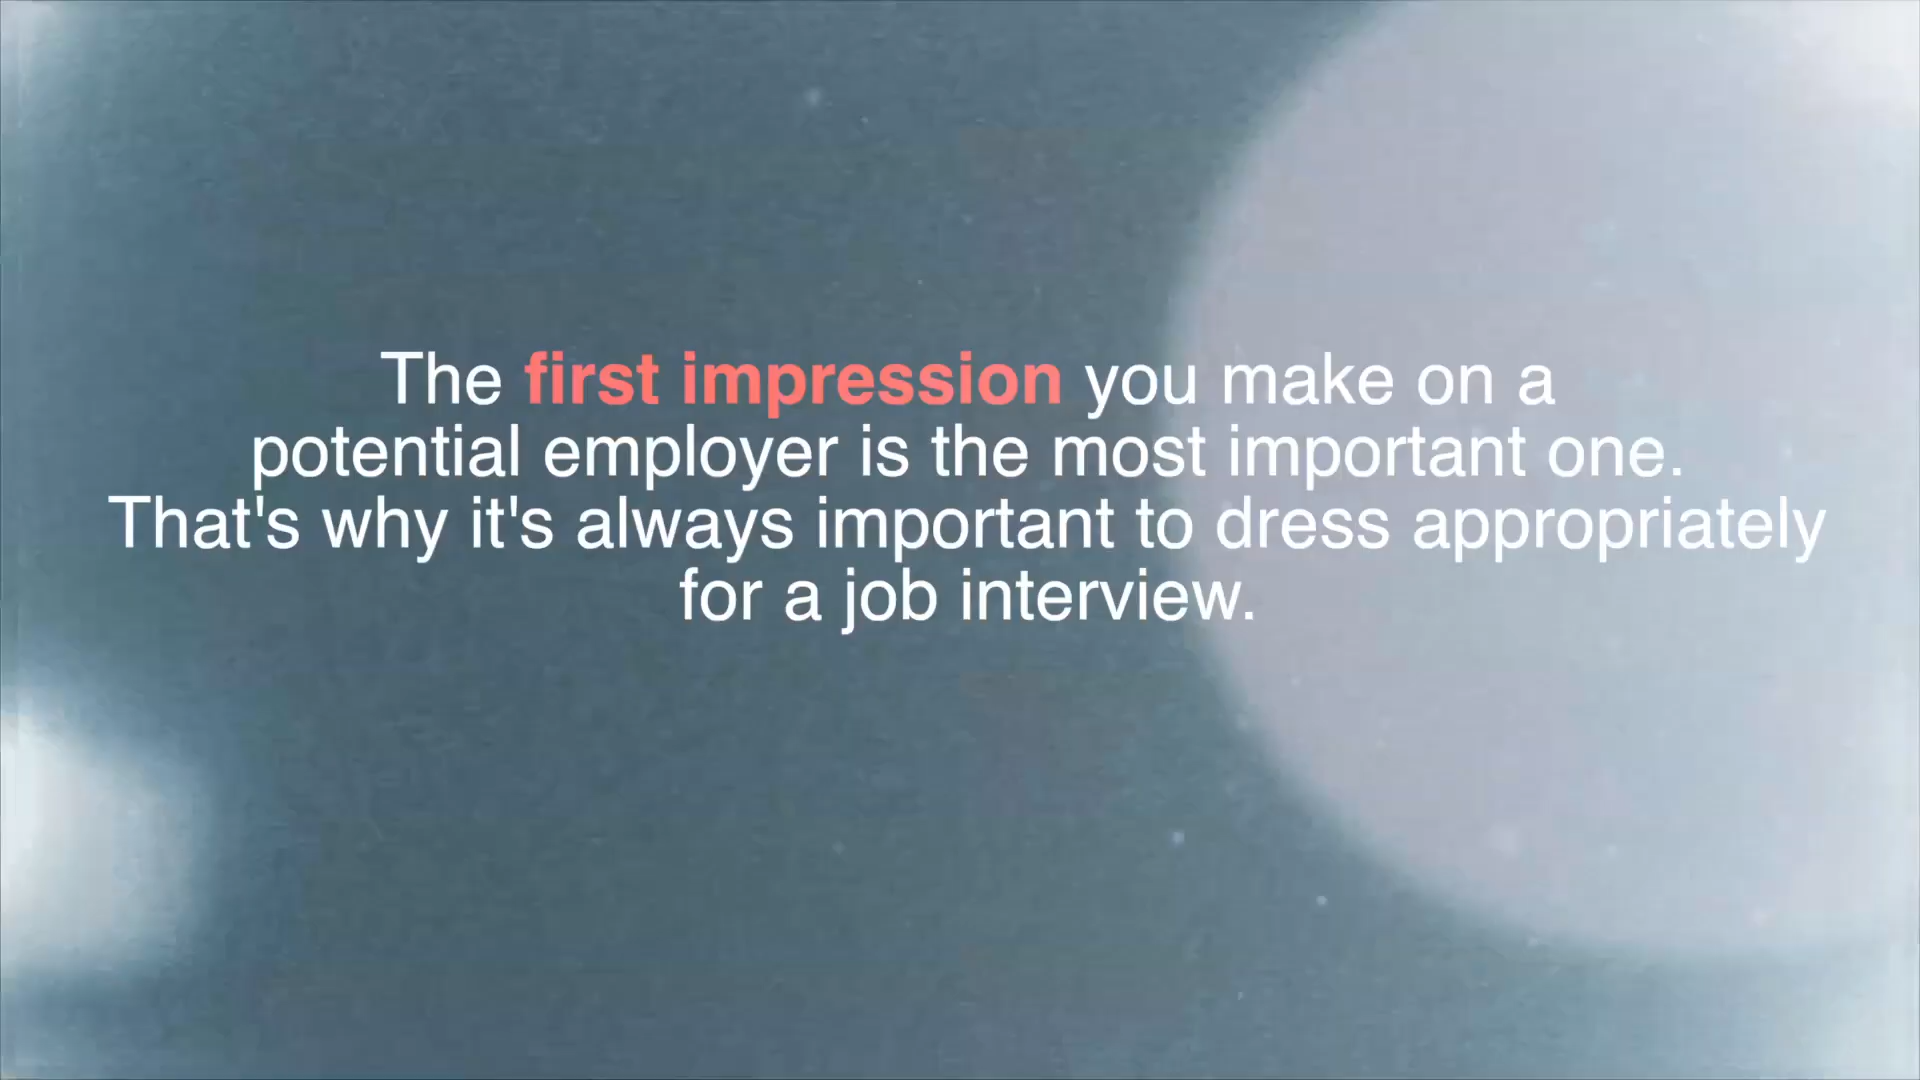 The first impression you make on a
potential employer is the most important one.
That's why it's always important to dress appropriately
for a job interview.